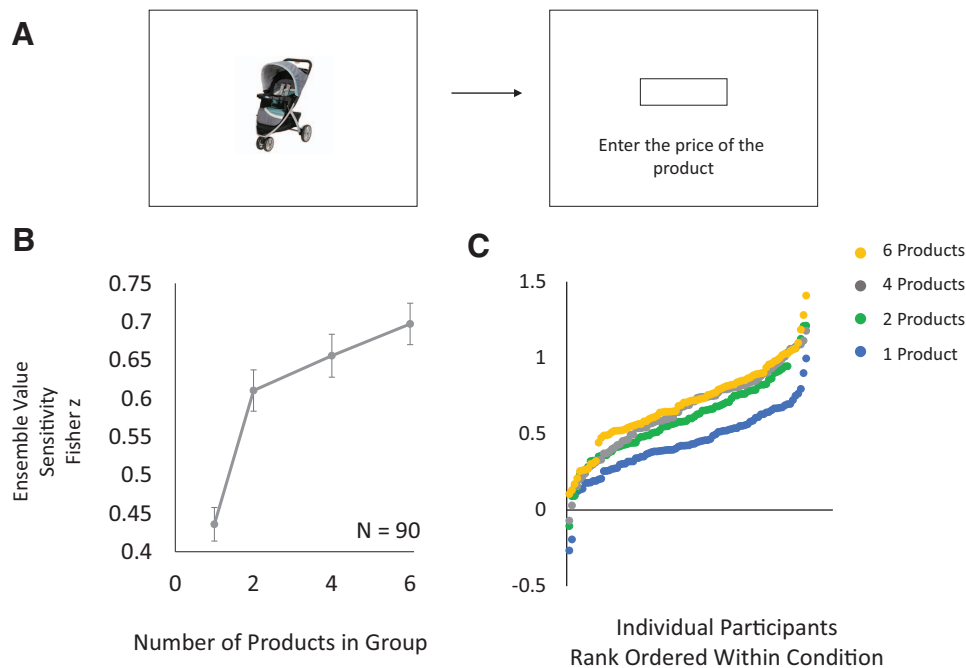 A
Enter the price of the
product
B
Ensemble Value
Sensitivity
Fisher z
0.75
0.7
0.65
0.6
0.55
0.5
0.45
0.4
N = 90
0
2
4
6
Number of Products in Group
C
6 Products
4 Products
2 Products
1 Product
1.5
1
0.5
0
-0.5
Individual Participants
Rank Ordered Within Condition